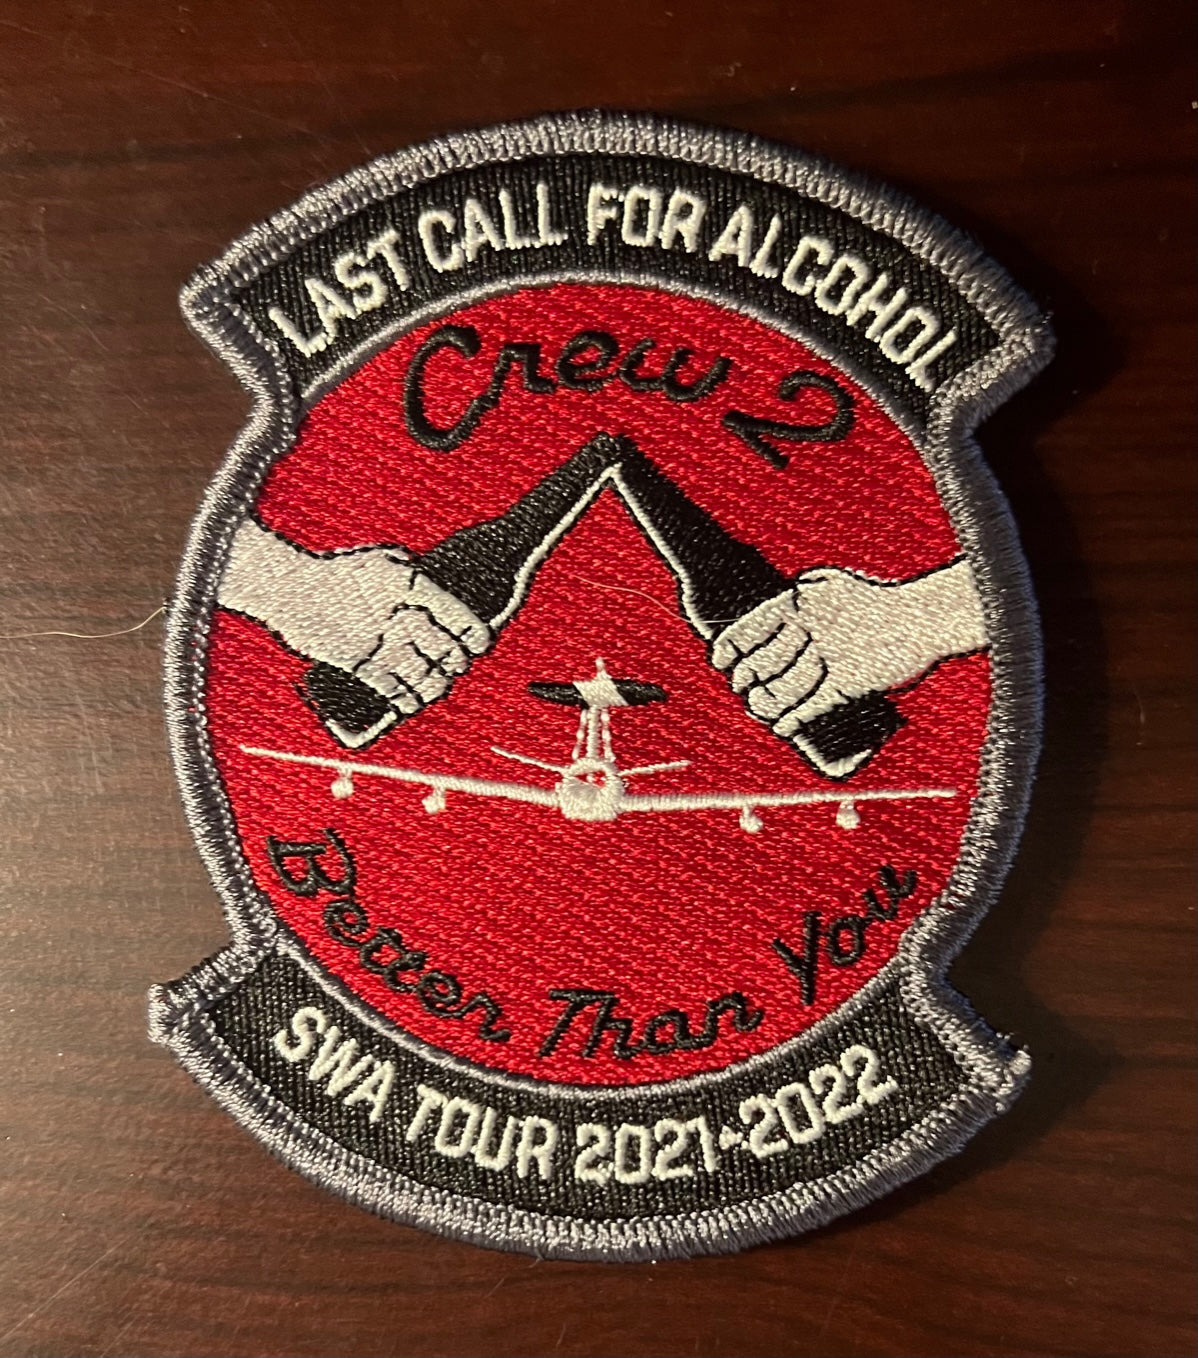 LAST CALL FOR ALCOHOL
Crew 2
Better Than You
SWA TOUR 2021-2022